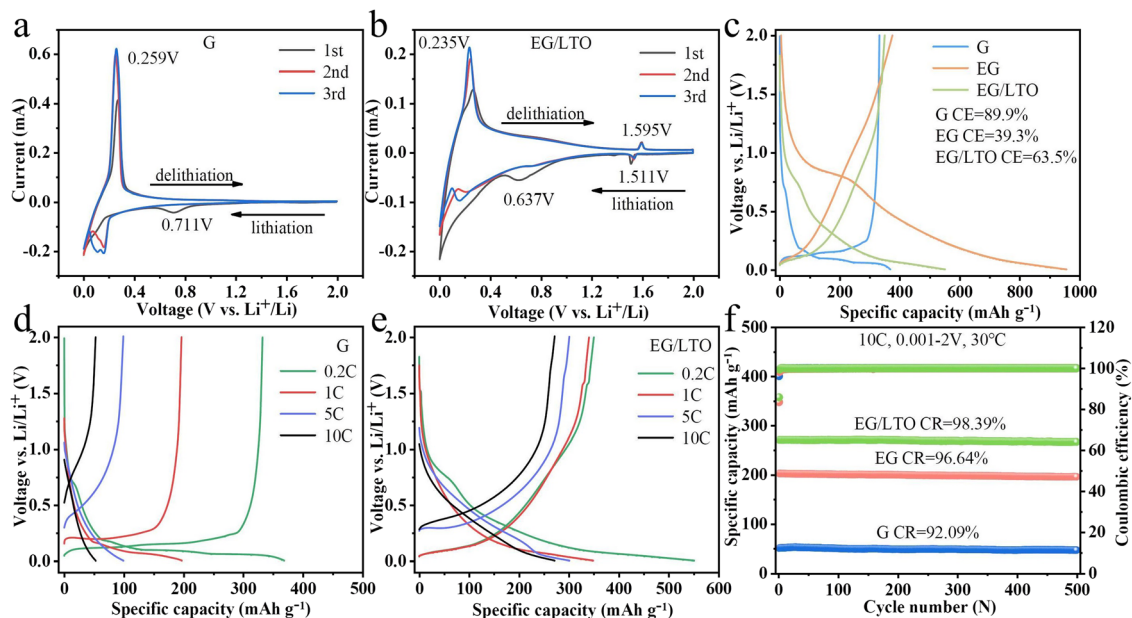 a
G
0.259V
1st
2nd
3rd
delithiation
lithiation
0.711V
Current (mA)
0.6
0.4
0.2
0.0
-0.2
0.0 0.4 0.8 1.2 1.6 2.0
Voltage (V vs. Li⁺/Li)
b
EG/LTO
0.235V
1st
2nd
3rd
delithiation
1.595V
1.511V
0.637V
lithiation
Current (mA)
0.2
0.1
0.0
-0.1
-0.2
0.0 0.4 0.8 1.2 1.6 2.0
Voltage (V vs. Li⁺/Li)
c
G
EG
EG/LTO
G CE=89.9%
EG CE=39.3%
EG/LTO CE=63.5%
Voltage vs. Li/Li⁺ (V)
2.0
1.5
1.0
0.5
0.0
0 200 400 600 800 1000
Specific capacity (mAh g⁻¹)
d
G
0.2C
1C
5C
10C
Voltage vs. Li/Li⁺ (V)
2.0
1.5
1.0
0.5
0.0
0 100 200 300 400
Specific capacity (mAh g⁻¹)
e
EG/LTO
0.2C
1C
5C
10C
Voltage vs. Li/Li⁺ (V)
2.0
1.5
1.0
0.5
0.0
0 100 200 300 400 500 600
Specific capacity (mAh g⁻¹)
f
10C, 0.001-2V, 30℃
EG/LTO CR=98.39%
EG CR=96.64%
G CR=92.09%
Specific capacity (mAh g⁻¹)
500
450
400
350
300
250
200
150
100
50
0
Coulombic efficiency (%)
120
100
80
60
40
20
0
0 100 200 300 400 500
Cycle number (N)